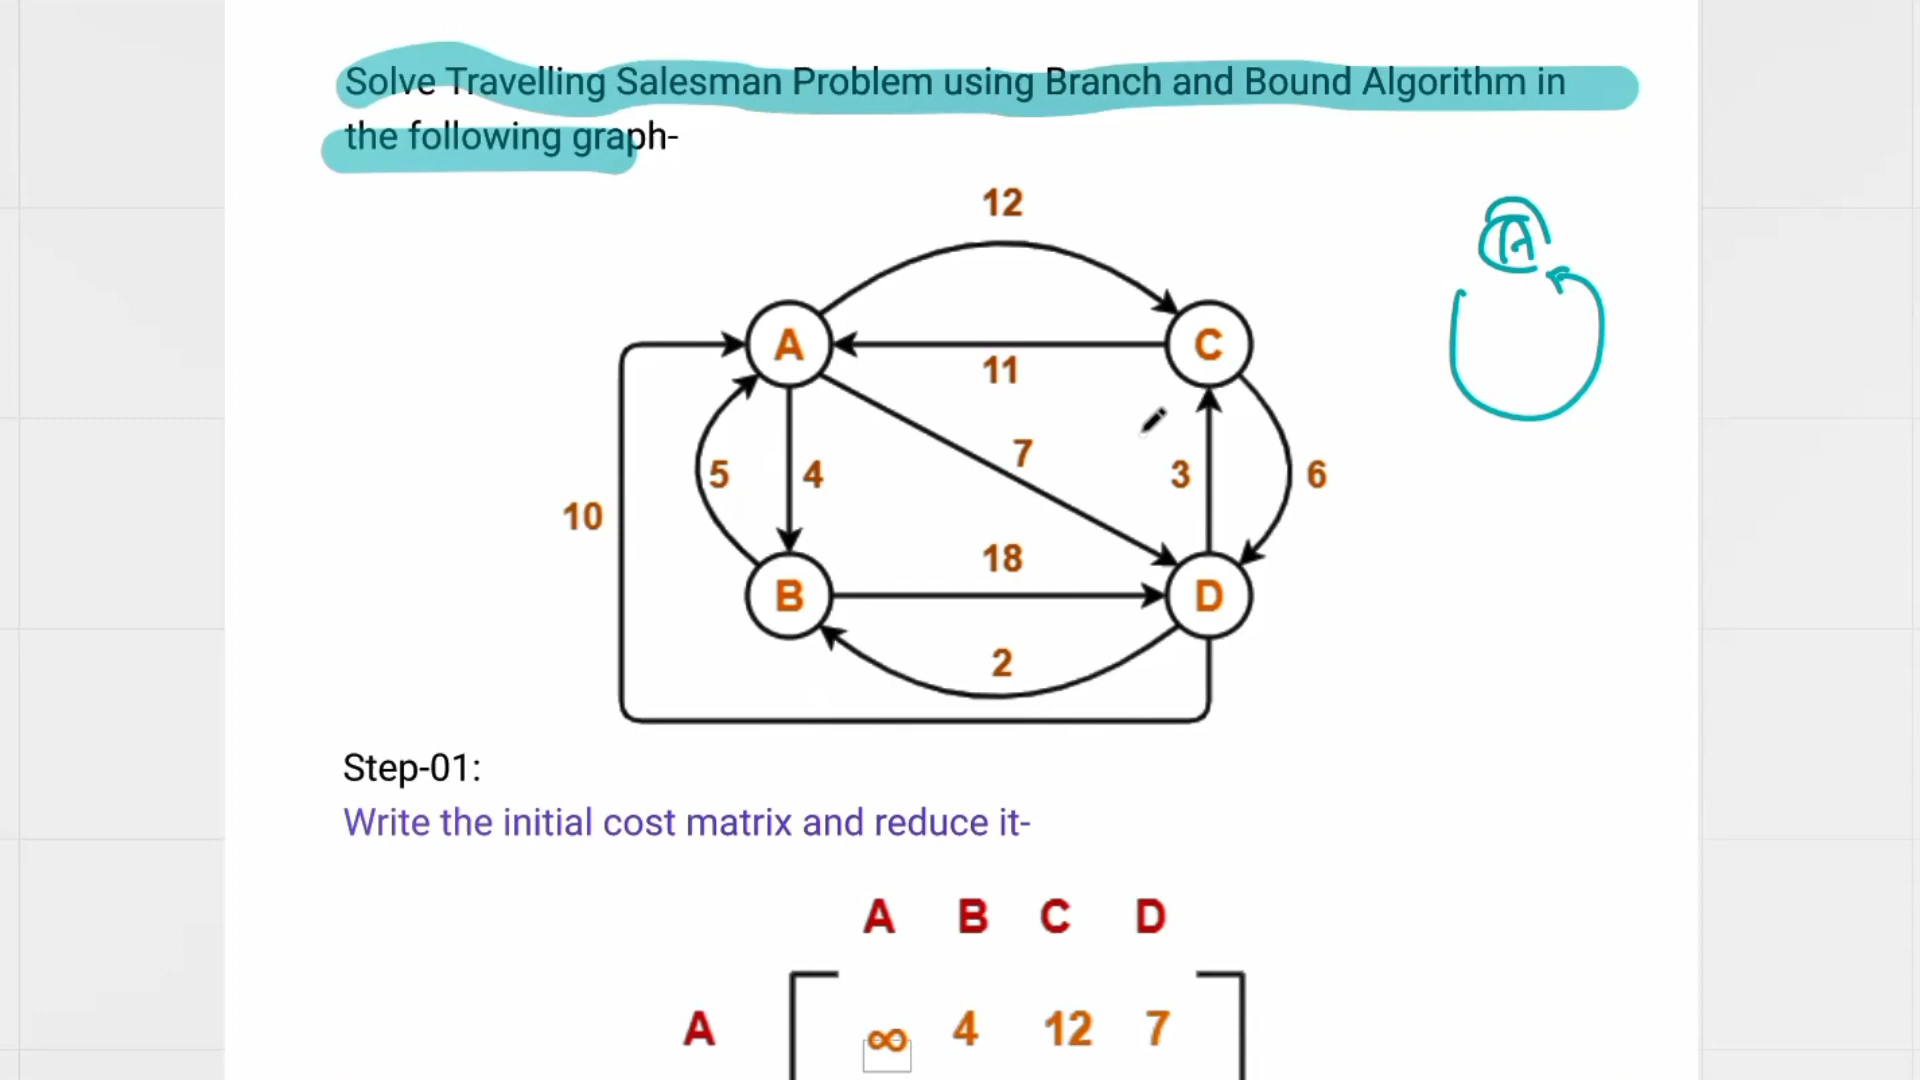 Solve Travelling Salesman Problem using Branch and Bound Algorithm in
the following graph-
12
A
A
C
11
7
5
4
3
6
10
18
B
D
2
Step-01:
Write the initial cost matrix and reduce it-
A B C D
A ∞ 4 12 7